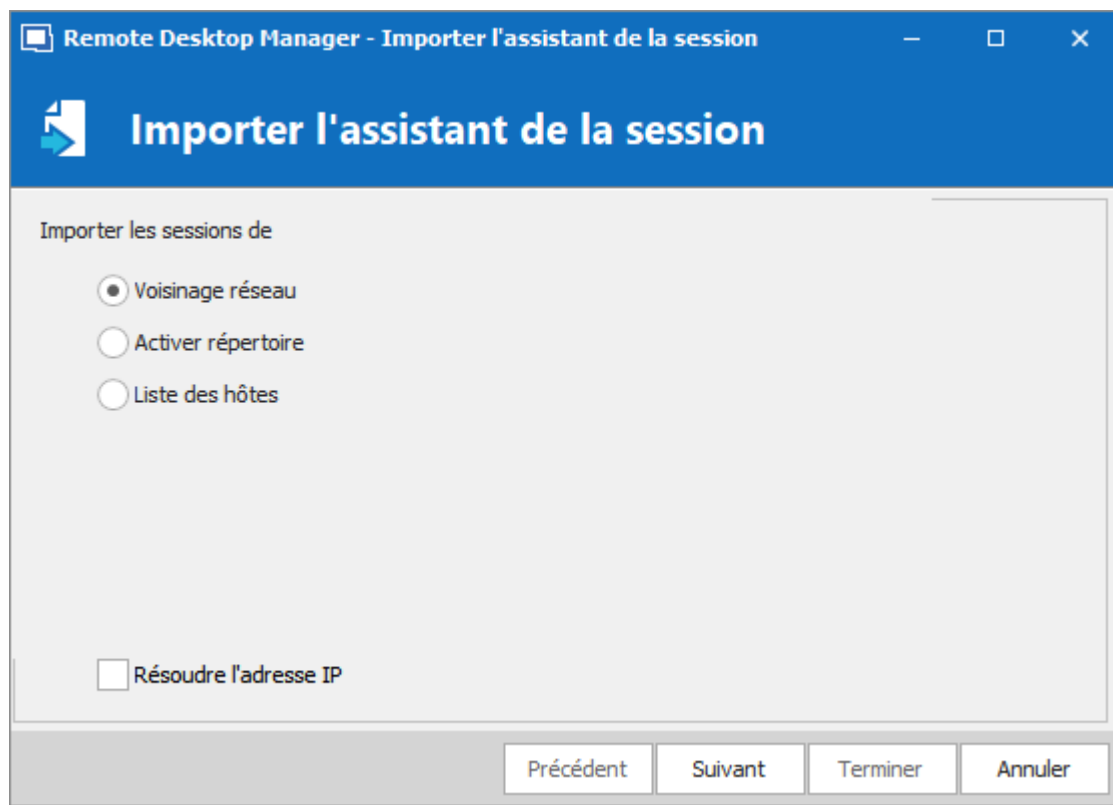 Remote Desktop Manager - Importer l'assistant de la session
Importer l'assistant de la session
Importer les sessions de
Voisinage réseau
Activer répertoire
Liste des hôtes
Résoudre l'adresse IP
Précédent Suivant Terminer Annuler